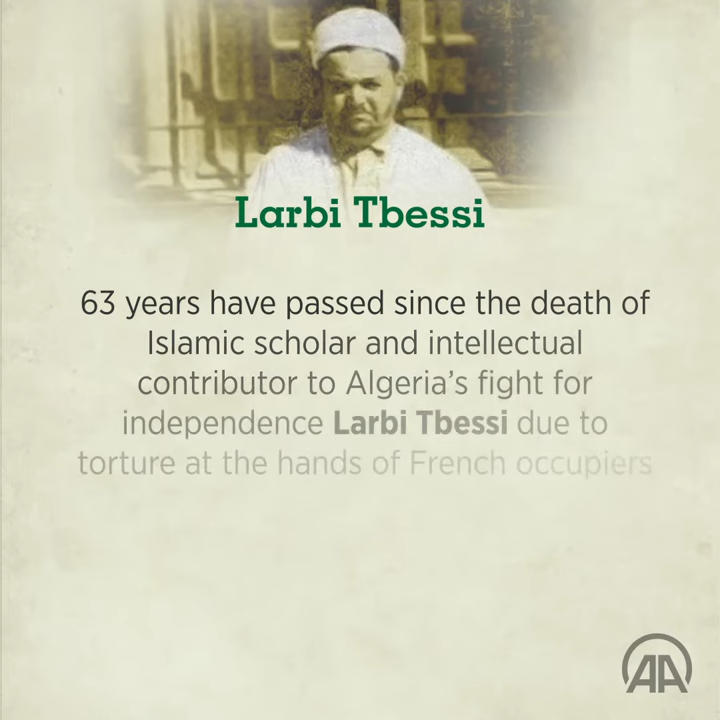 Larbi Tbessi
63 years have passed since the death of
Islamic scholar and intellectual
contributor to Algeria’s fight for
independence Larbi Tbessi due to
torture at the hands of French occupiers
AA